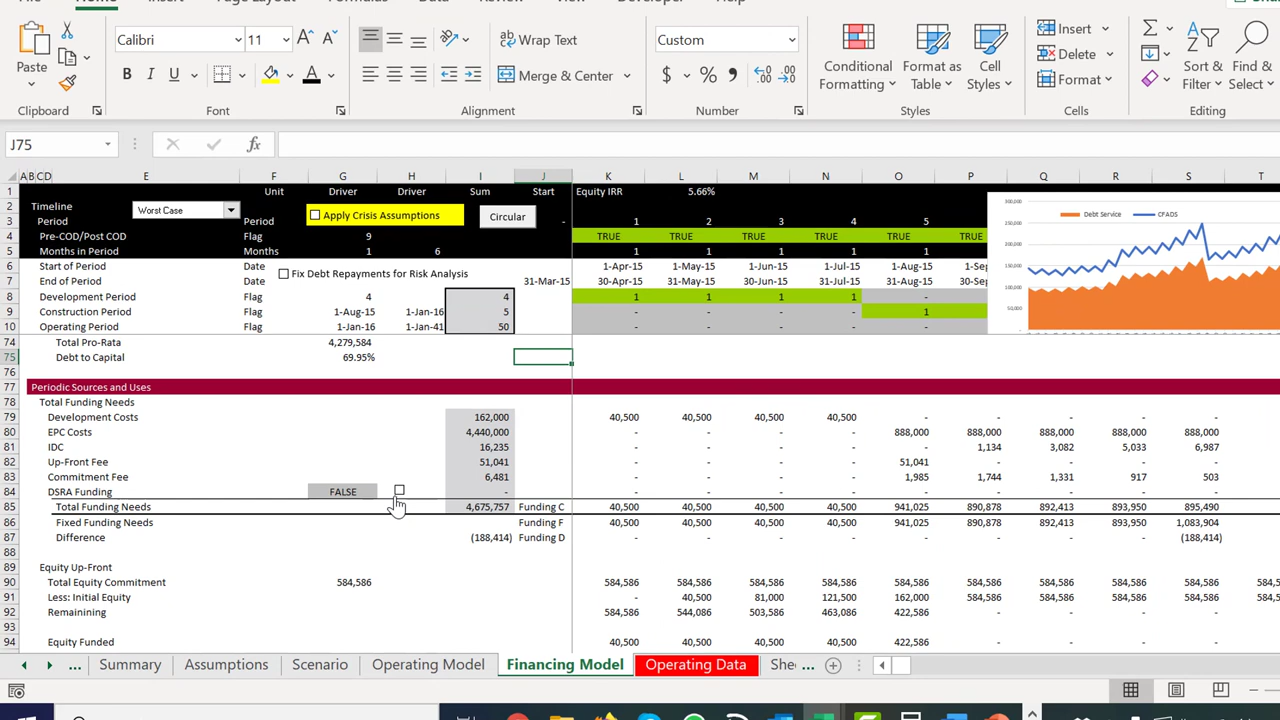 Calibri 11 Wrap Text Custom Insert
Paste B I U Merge & Center $ % Conditional Formatting Format as Table Cell Styles Delete Format Sort & Filter Find & Select
Clipboard Font Alignment Number Styles Cells Editing
J75 fx
A B C D E F G H I J K L M N O P Q R S T
1 Unit Driver Driver Sum Start Equity IRR 5.66%
2 Timeline Worst Case Apply Crisis Assumptions Circular
3 Period Period - 1 2 3 4 5
4 Pre-COD/Post COD Flag 9 TRUE TRUE TRUE TRUE TRUE TRUE
5 Months in Period Months 1 6 1 1 1 1 1
6 Start of Period Date Fix Debt Repayments for Risk Analysis 1-Apr-15 1-May-15 1-Jun-15 1-Jul-15 1-Aug-15 1-Sep
7 End of Period Date 31-Mar-15 30-Apr-15 31-May-15 30-Jun-15 31-Jul-15 31-Aug-15 30-Sep
8 Development Period Flag 4 4 1 1 1 1 -
9 Construction Period Flag 1-Aug-15 1-Jan-16 5 - - - - 1
10 Operating Period Flag 1-Jan-16 1-Jan-41 50 - - - - -
Debt Service CFADS
300,000
250,000
200,000
150,000
100,000
50,000
-
74 Total Pro-Rata 4,279,584
75 Debt to Capital 69.95%
76
77 Periodic Sources and Uses
78 Total Funding Needs
79 Development Costs 162,000 40,500 40,500 40,500 40,500 - - - - -
80 EPC Costs 4,440,000 - - - - 888,000 888,000 888,000 888,000 888,000
81 IDC 16,235 - - - - - 1,134 3,082 5,033 6,987
82 Up-Front Fee 51,041 - - - - 51,041 - - - -
83 Commitment Fee 6,481 - - - - 1,985 1,744 1,331 917 503
84 DSRA Funding FALSE - - - - - - - - - -
85 Total Funding Needs 4,675,757 Funding C 40,500 40,500 40,500 40,500 941,025 890,878 892,413 893,950 895,490
86 Fixed Funding Needs Funding F 40,500 40,500 40,500 40,500 941,025 890,878 892,413 893,950 1,083,904
87 Difference (188,414) Funding D - - - - - - - - (188,414)
88
89 Equity Up-Front
90 Total Equity Commitment 584,586 584,586 584,586 584,586 584,586 584,586 584,586 584,586 584,586 584,586 584,5
91 Less: Initial Equity - 40,500 81,000 121,500 162,000 584,586 584,586 584,586 584,586 584,5
92 Remainining 584,586 544,086 503,586 463,086 422,586 - - - -
93
94 Equity Funded 40,500 40,500 40,500 40,500 422,586 - - - -
... Summary Assumptions Scenario Operating Model Financing Model Operating Data She ...